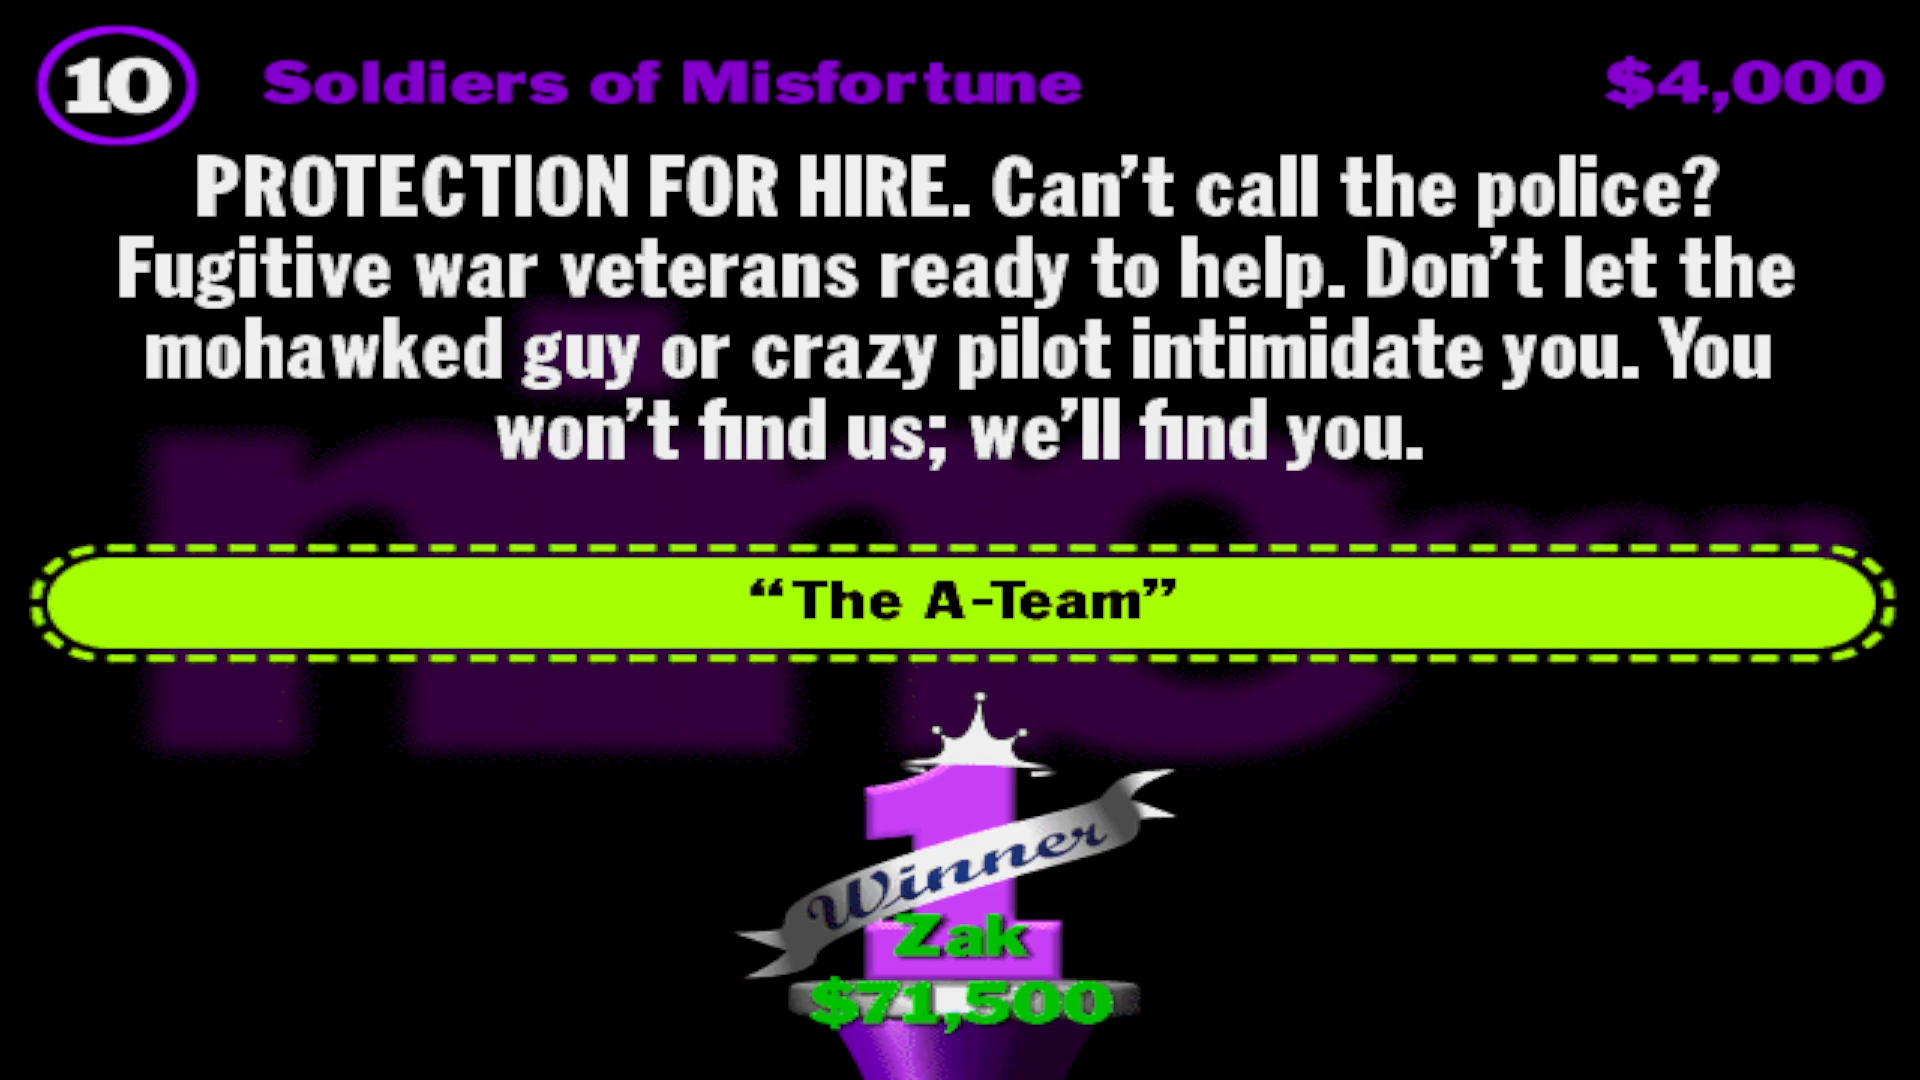 10 Soldiers of Misfortune $4,000
PROTECTION FOR HIRE. Can’t call the police?
Fugitive war veterans ready to help. Don’t let the
mohawked guy or crazy pilot intimidate you. You
won’t find us; we’ll find you.
“The A-Team”
1
Winner
Zak
$71,500